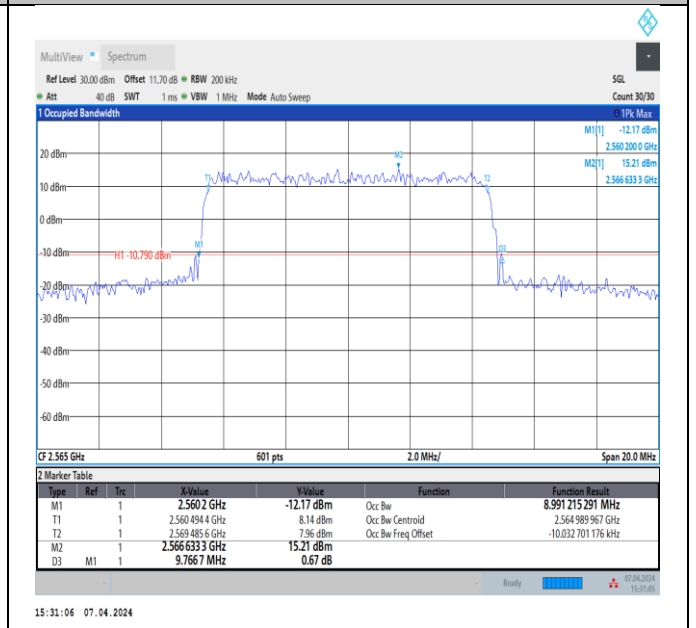 MultiView Spectrum
Ref Level 30.00 dBm Offset 11.70 dB RBW 200 kHz SGL
Att 40 dB SWT 1 ms VBW 1 MHz Mode Auto Sweep Count 30/30
1 Occupied Bandwidth 1Pk Max
M1[1] -12.17 dBm
2.560 200 0 GHz
M2[1] 15.21 dBm
2.566 633 3 GHz
20 dBm
M2
T1 T2
10 dBm
0 dBm
M1 D3
-10 dBm H1 -10.790 dBm
-20 dBm
-30 dBm
-40 dBm
-50 dBm
-60 dBm
CF 2.565 GHz 601 pts 2.0 MHz/ Span 20.0 MHz
2 Marker Table
Type Ref Trc X-Value Y-Value Function Function Result
M1 1 2.560 2 GHz -12.17 dBm Occ Bw 8.991 215 291 MHz
T1 1 2.560 494 4 GHz 8.14 dBm Occ Bw Centroid 2.564 989 967 GHz
T2 1 2.569 485 6 GHz 7.96 dBm Occ Bw Freq Offset -10.032 701 176 kHz
M2 1 2.566 633 3 GHz 15.21 dBm
D3 M1 1 9.766 7 MHz 0.67 dB
Ready 07.04.2024
15:31:05
15:31:06 07.04.2024